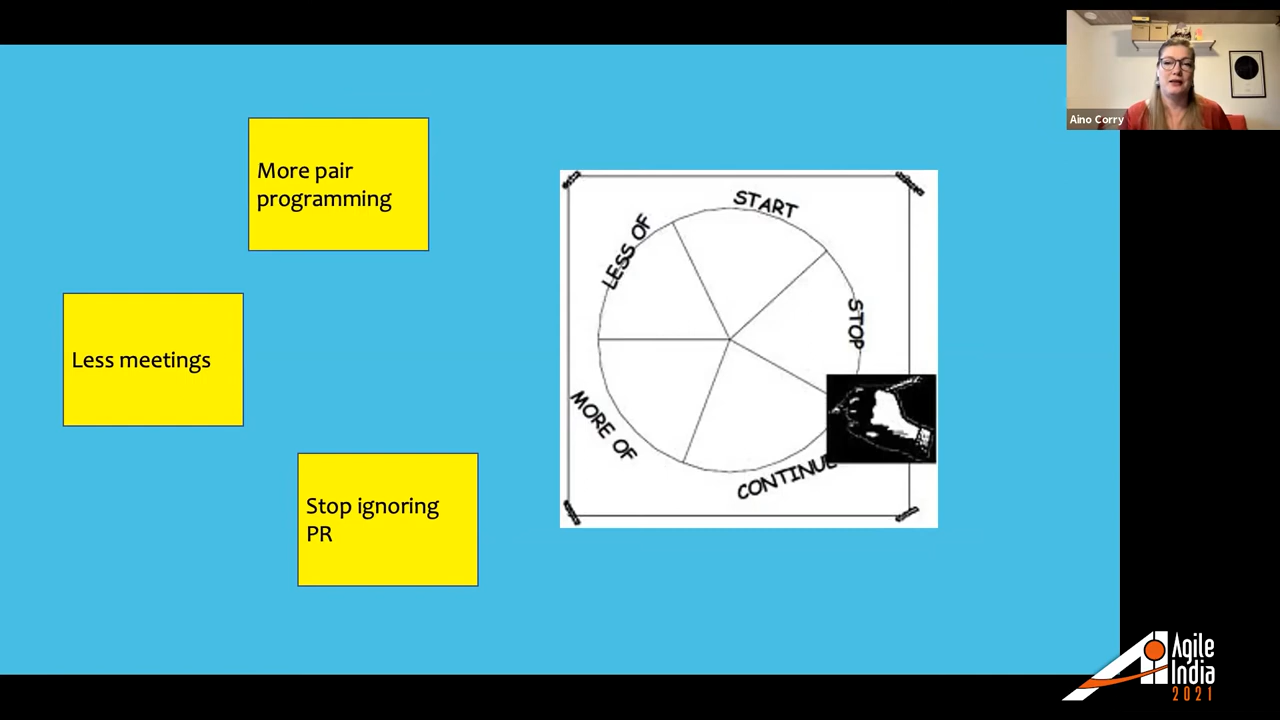 Aino Corry
More pair
programming
Less meetings
Stop ignoring
PR
START
LESS OF
STOP
MORE OF
CONTINUE
Agile
India
2021